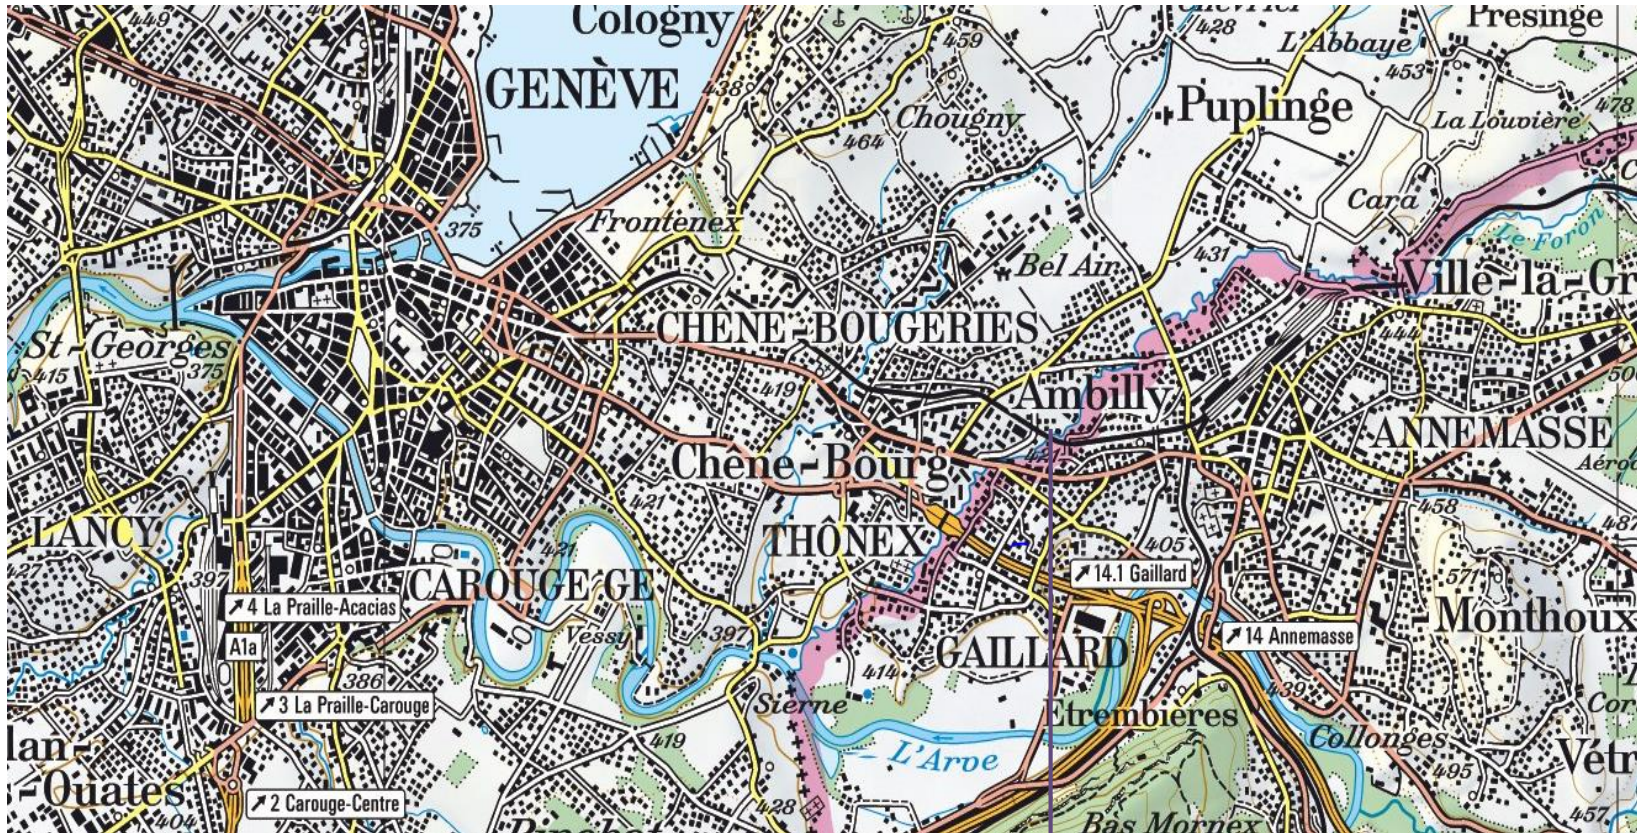 449
Cologny
459
428
L'Abbaye
Presinge
453
GENÈVE
438
Chougny
464
Puplinge
478
La Louvière
Cara
375
Frontenex
Le Foron
Bel Air
431
Ville-la-Gr
St-Georges
375
415
CHÊNE-BOUGERIES
444
419
Ambilly
ANNEMASSE
Chêne-Bourg
421
458
LANCY
THÔNEX
421
405
487
397
14.1 Gaillard
571
CAROUGE GE
4 La Praille-Acacias
Monthoux
Vessy
397
A1a
14 Annemasse
GAILLARD
414
386
439
3 La Praille-Carouge
Sierne
Etrembières
Collonges
419
L'Arve
Vétr
lan-
-Ouates
495
2 Carouge-Centre
428
404
457
Bas Mornex